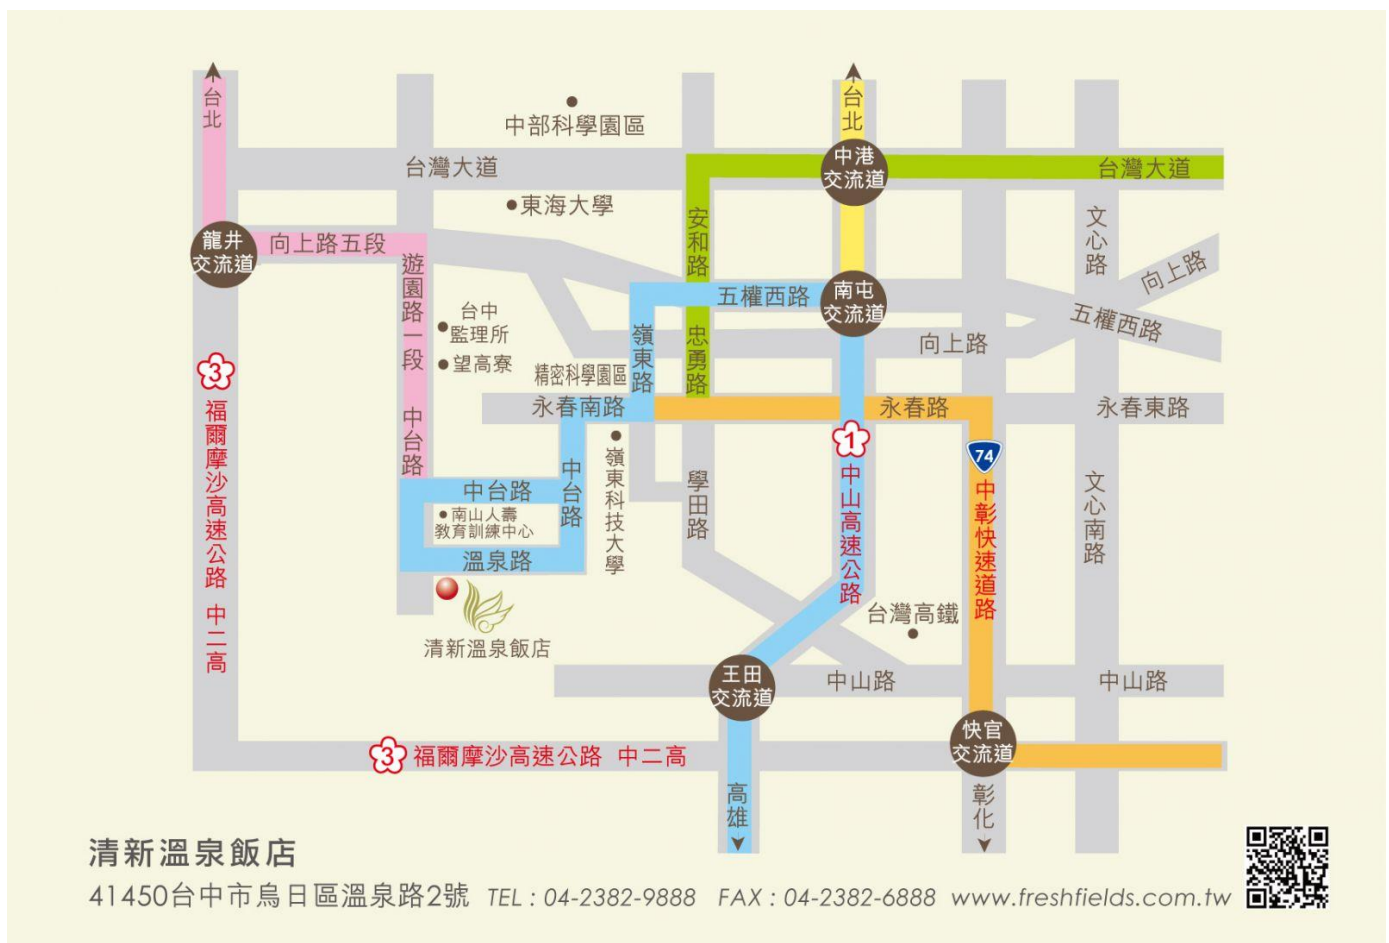 台北
台北
中部科學園區
中港
交流道
台灣大道
台灣大道
東海大學
安和路
文心路
龍井
交流道
向上路五段
向上路
遊園路一段
南屯
交流道
五權西路
五權西路
台中
監理所
望高寮
嶺東路
忠勇路
向上路
3
精密科學園區
永春南路
永春路
永春東路
福爾摩沙高速公路 中二高
中台路
1
中山高速公路
74
中彰快速道路
中台路
中台路
嶺東科技大學
學田路
文心南路
南山人壽
教育訓練中心
溫泉路
台灣高鐵
清新溫泉飯店
王田
交流道
中山路
中山路
快官
交流道
3 福爾摩沙高速公路 中二高
高雄
彰化
清新溫泉飯店
41450台中市烏日區溫泉路2號 TEL : 04-2382-9888 FAX : 04-2382-6888 www.freshfields.com.tw